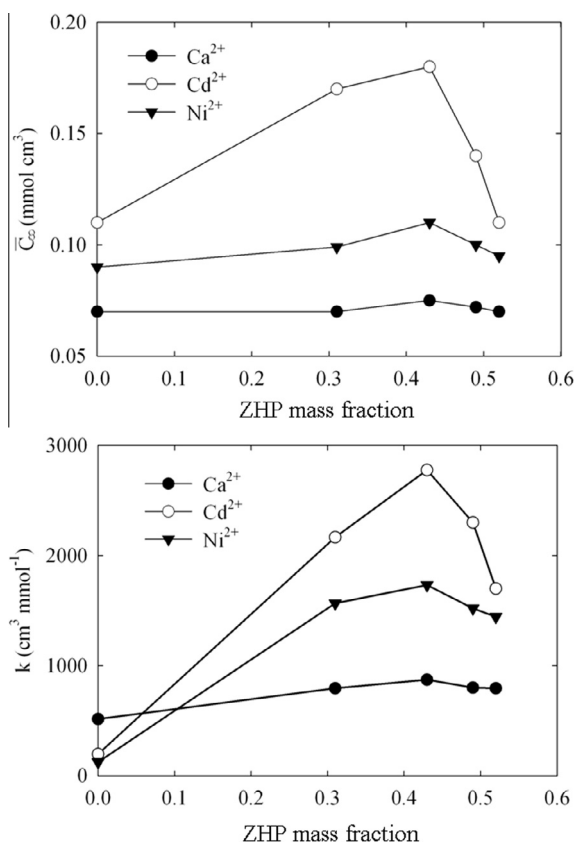 0.20
0.15
0.10
0.05
C̅∞ (mmol cm³)
Ca²⁺
Cd²⁺
Ni²⁺
0.0 0.1 0.2 0.3 0.4 0.5 0.6
ZHP mass fraction
3000
2000
1000
0
k (cm³ mmol⁻¹)
Ca²⁺
Cd²⁺
Ni²⁺
0.0 0.1 0.2 0.3 0.4 0.5 0.6
ZHP mass fraction